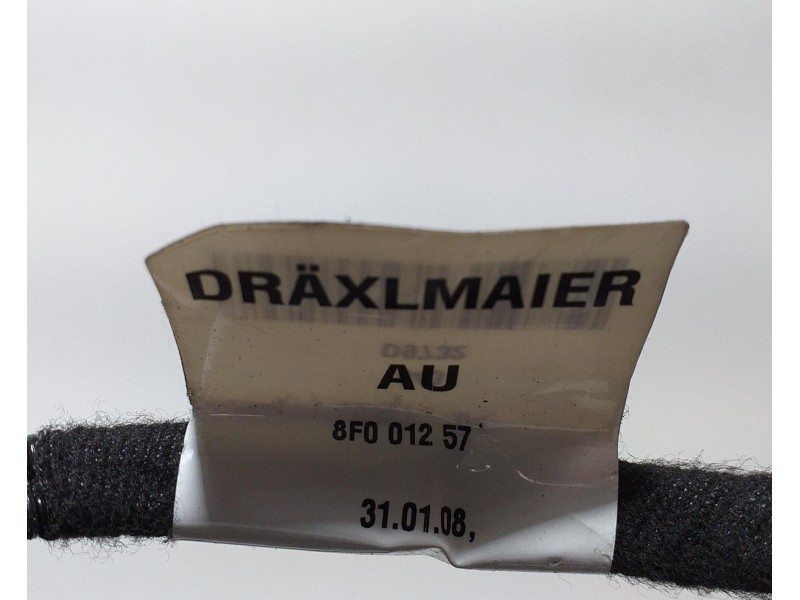 DRÄXLMAIER
AU
8F0 012 57
31.01.08,